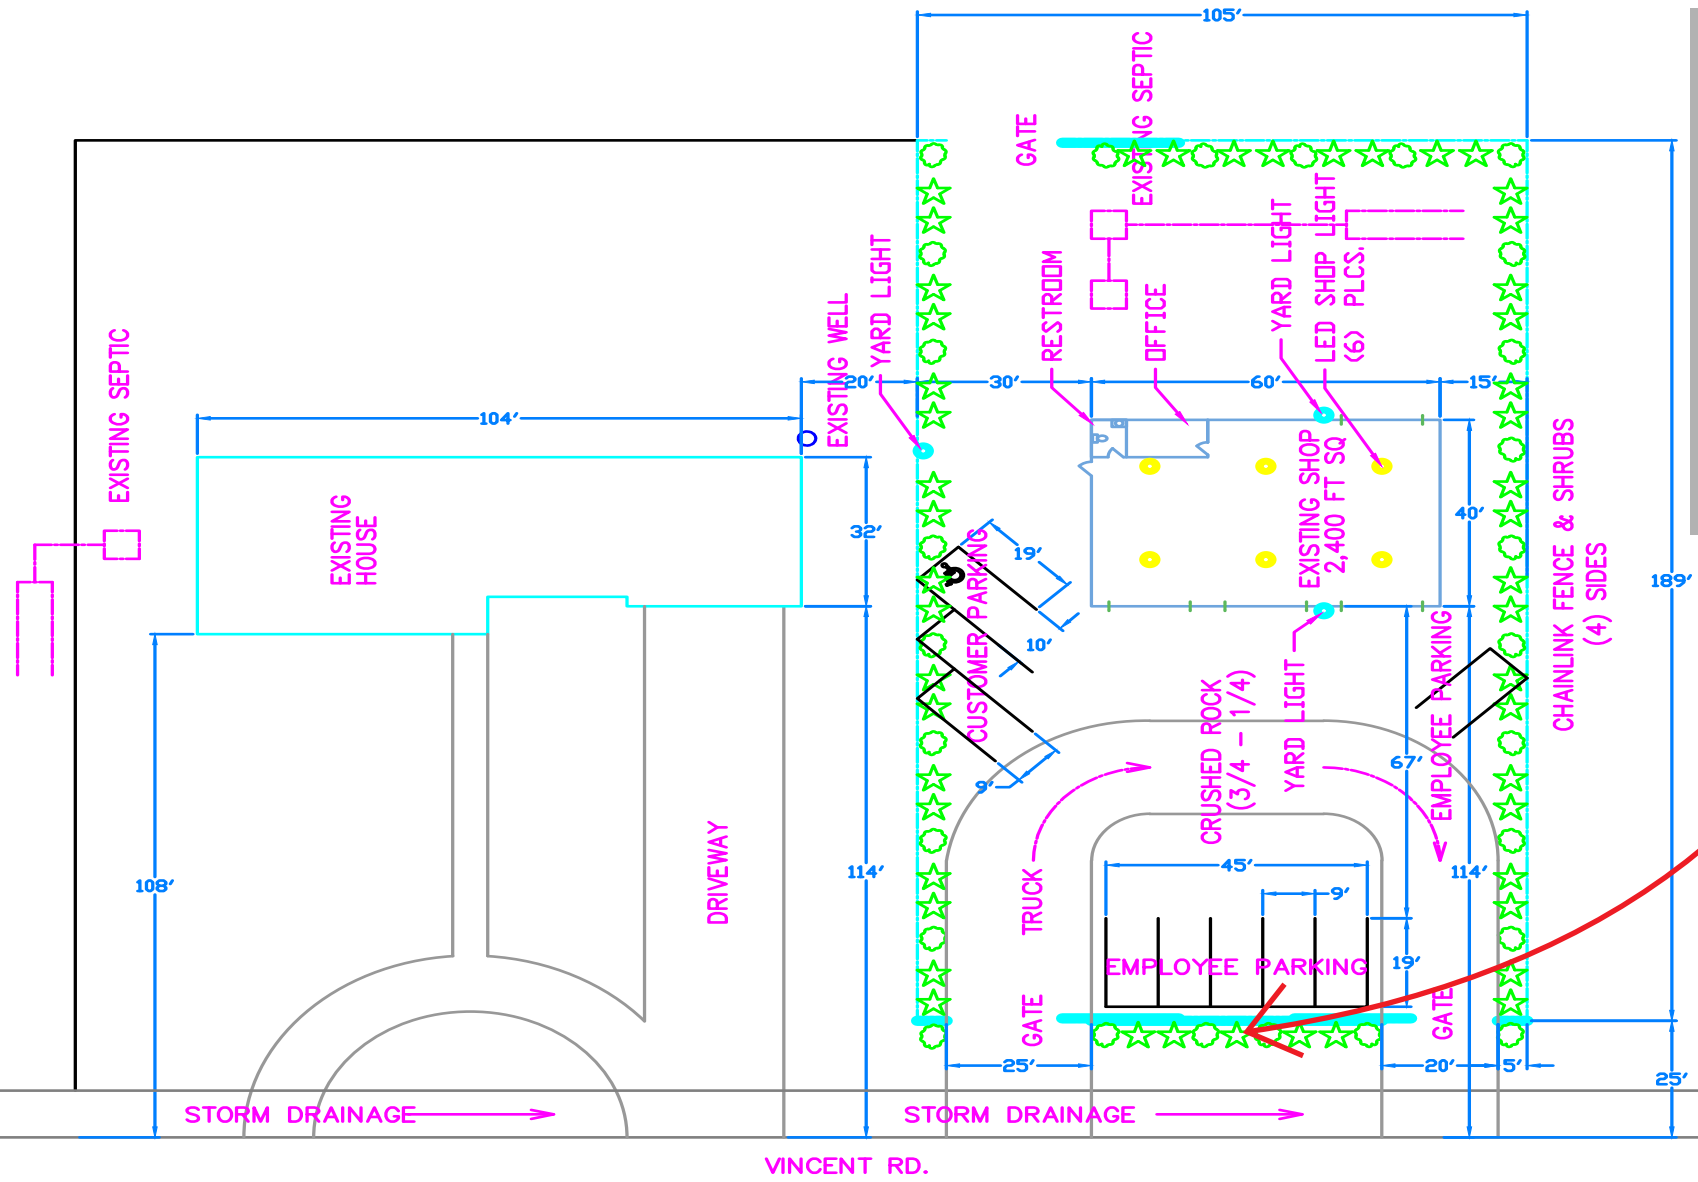 105'
GATE
EXISTING SEPTIC
YARD LIGHT
LED SHOP LIGHT
(6) PLCS.
RESTROOM
OFFICE
YARD LIGHT
EXISTING WELL
EXISTING SEPTIC
20'
30'
60'
15'
104'
EXISTING
HOUSE
32'
EXISTING SHOP
2,400 FT SQ
40'
CHAINLINK FENCE & SHRUBS
(4) SIDES
189'
CUSTOMER PARKING
19'
10'
9'
CRUSHED ROCK
(3/4 - 1/4)
YARD LIGHT
67'
EMPLOYEE PARKING
108'
DRIVEWAY
114'
TRUCK
45'
9'
114'
EMPLOYEE PARKING
19'
GATE
GATE
25'
20'
5'
25'
STORM DRAINAGE
STORM DRAINAGE
VINCENT RD.